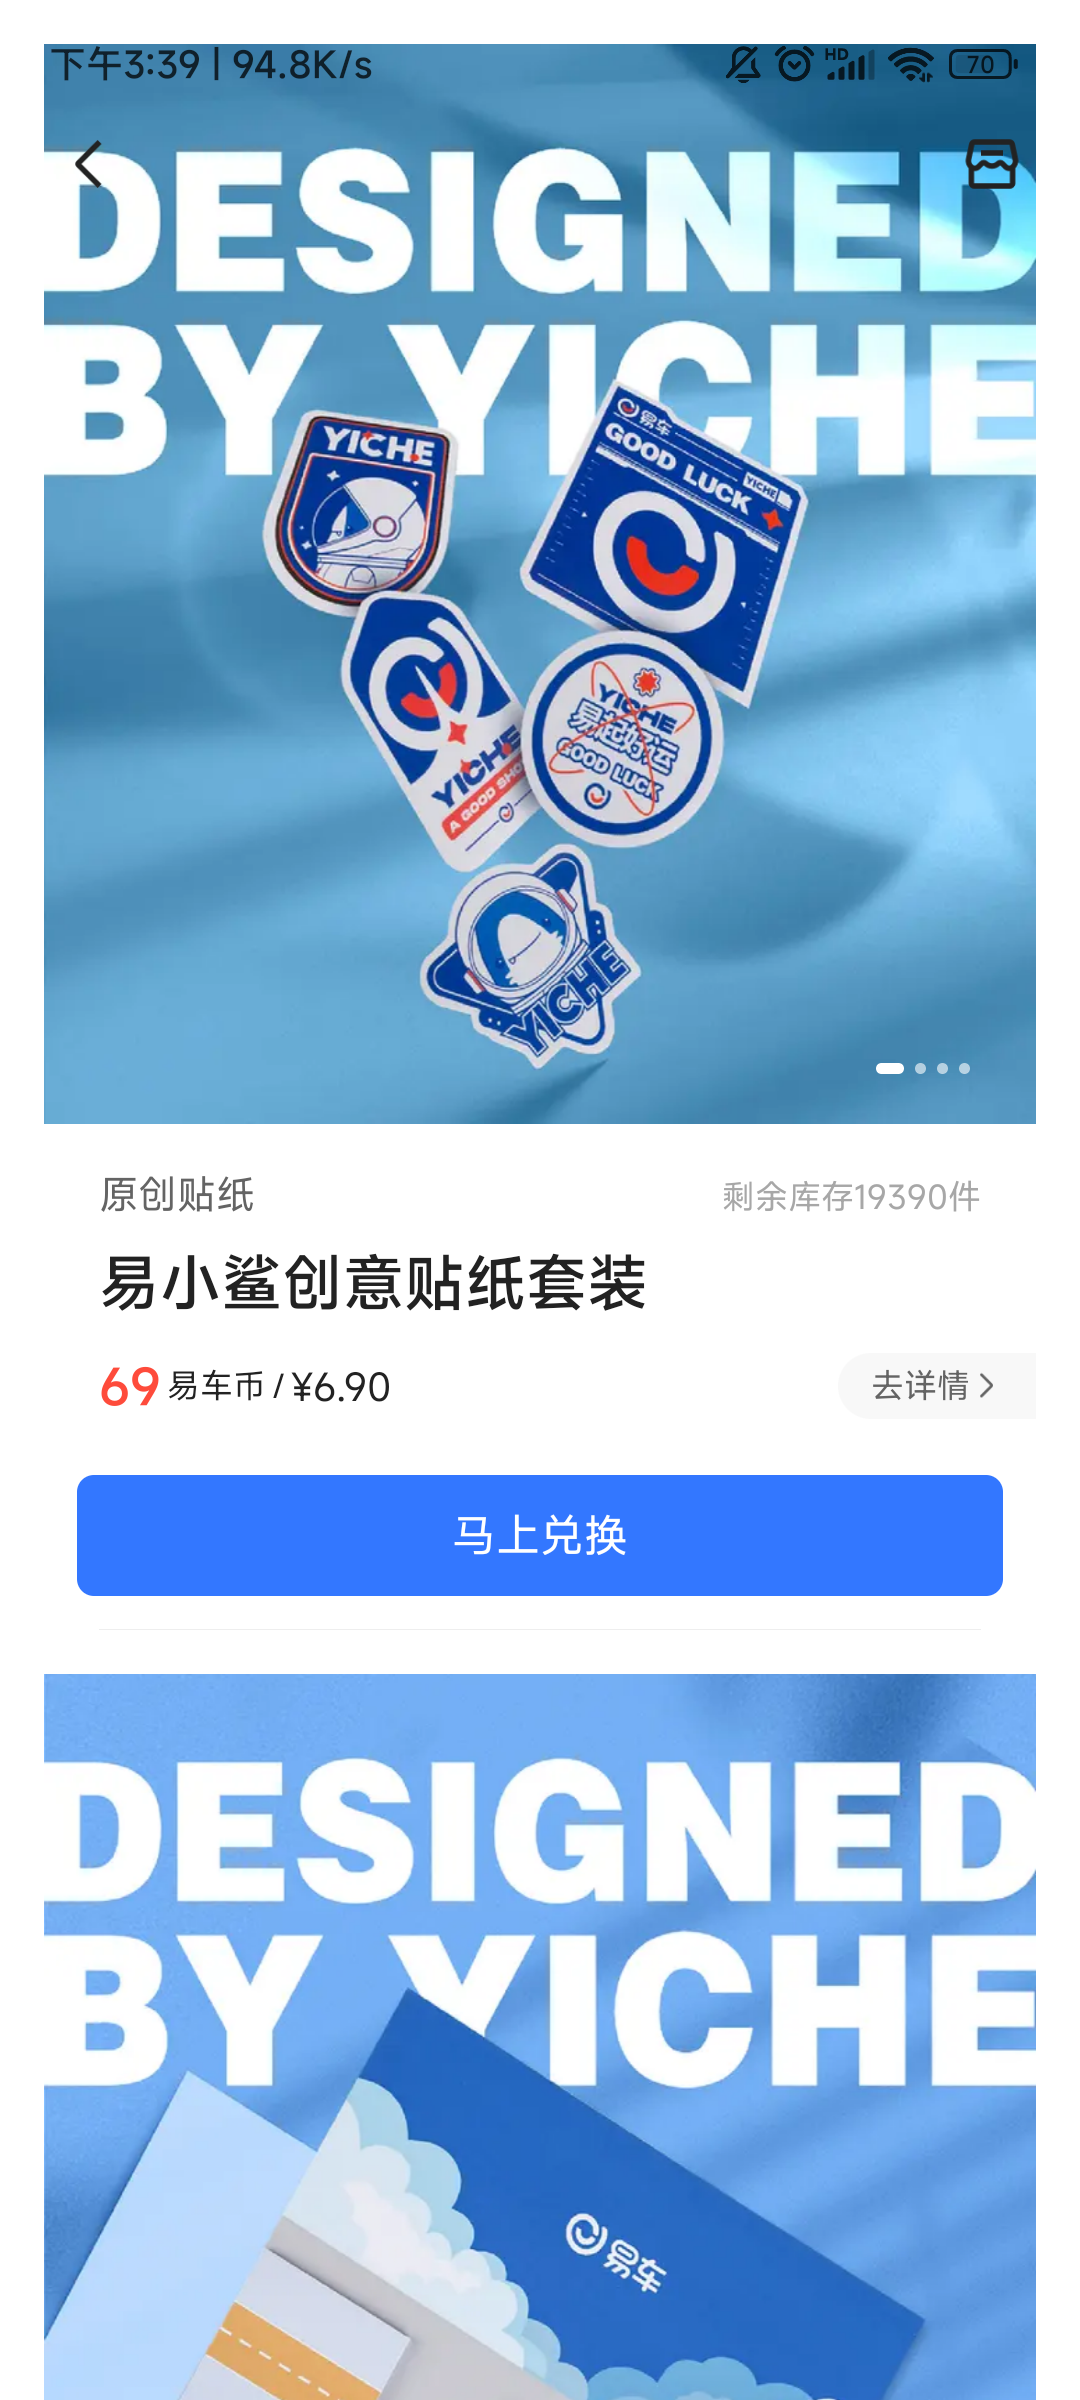 下午3:39 | 94.8K/s
HD
70
DESIGNED
BY YICHE
YICHE
易车
GOOD LUCK
YICHE
YICHE
A GOOD SHO
YICHE
易起好运
GOOD LUCK
YICHE
原创贴纸
剩余库存19390件
易小鲨创意贴纸套装
69 易车币 / ¥6.90
去详情
马上兑换
DESIGNED
BY YICHE
易车